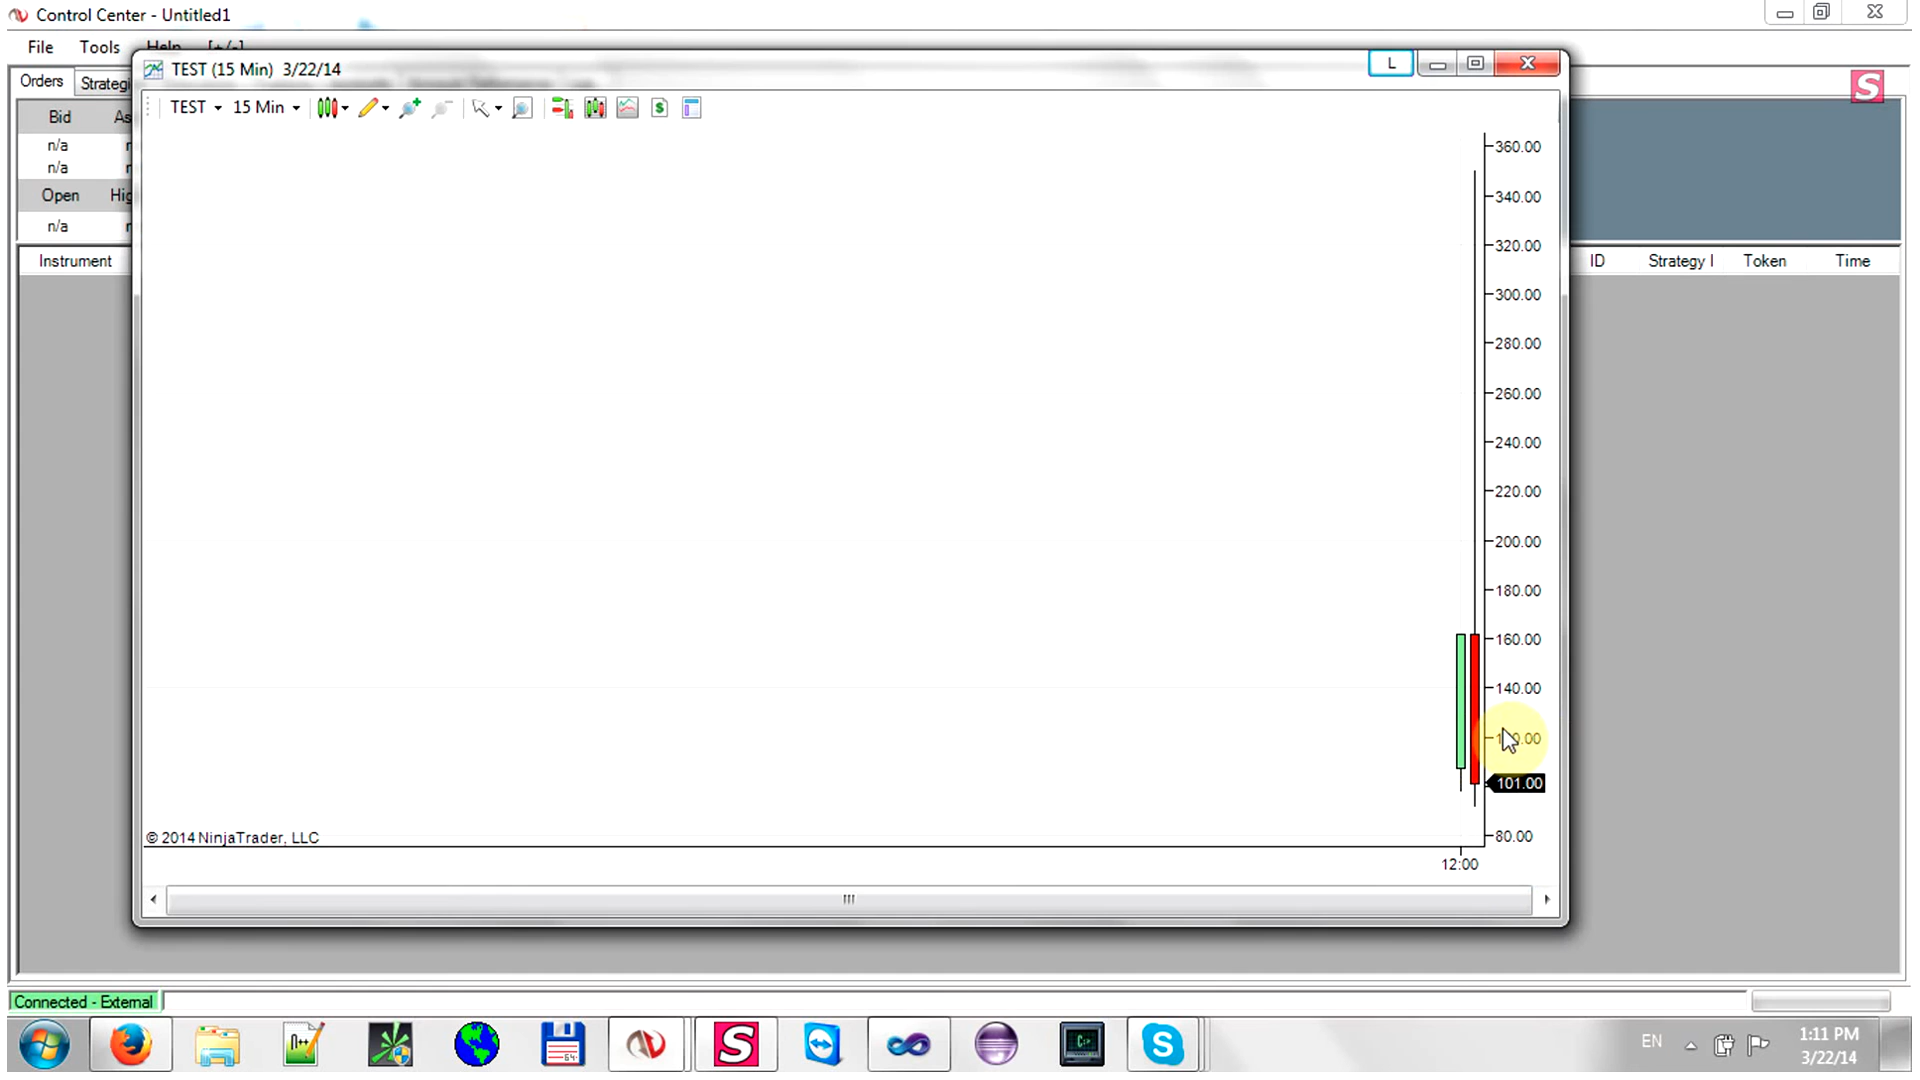 Control Center - Untitled1
File Tools Help [+/-]
TEST (15 Min) 3/22/14
L
Orders
TEST 15 Min
Bid
n/a
n/a
Open
n/a
Instrument
ID Strategy I Token Time
360.00
340.00
320.00
300.00
280.00
260.00
240.00
220.00
200.00
180.00
160.00
140.00
101.00
80.00
© 2014 NinjaTrader, LLC
12:00
Connected - External
EN
1:11 PM
3/22/14